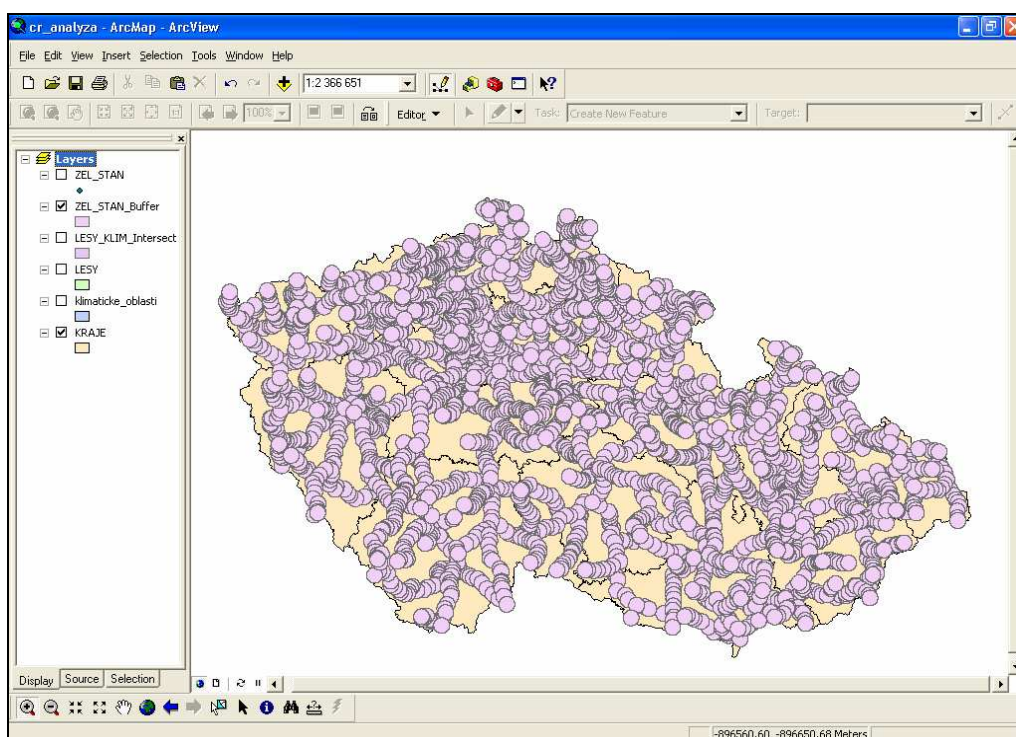 cr_analyza - ArcMap - ArcView
File Edit View Insert Selection Tools Window Help
1:2 366 651
100% Editor Task: Create New Feature Target:
Layers
ZEL_STAN
ZEL_STAN_Buffer
LESY_KLIM_Intersect
LESY
klimaticke_oblasti
KRAJE
Display Source Selection
-896560,60 -896650,68 Meters